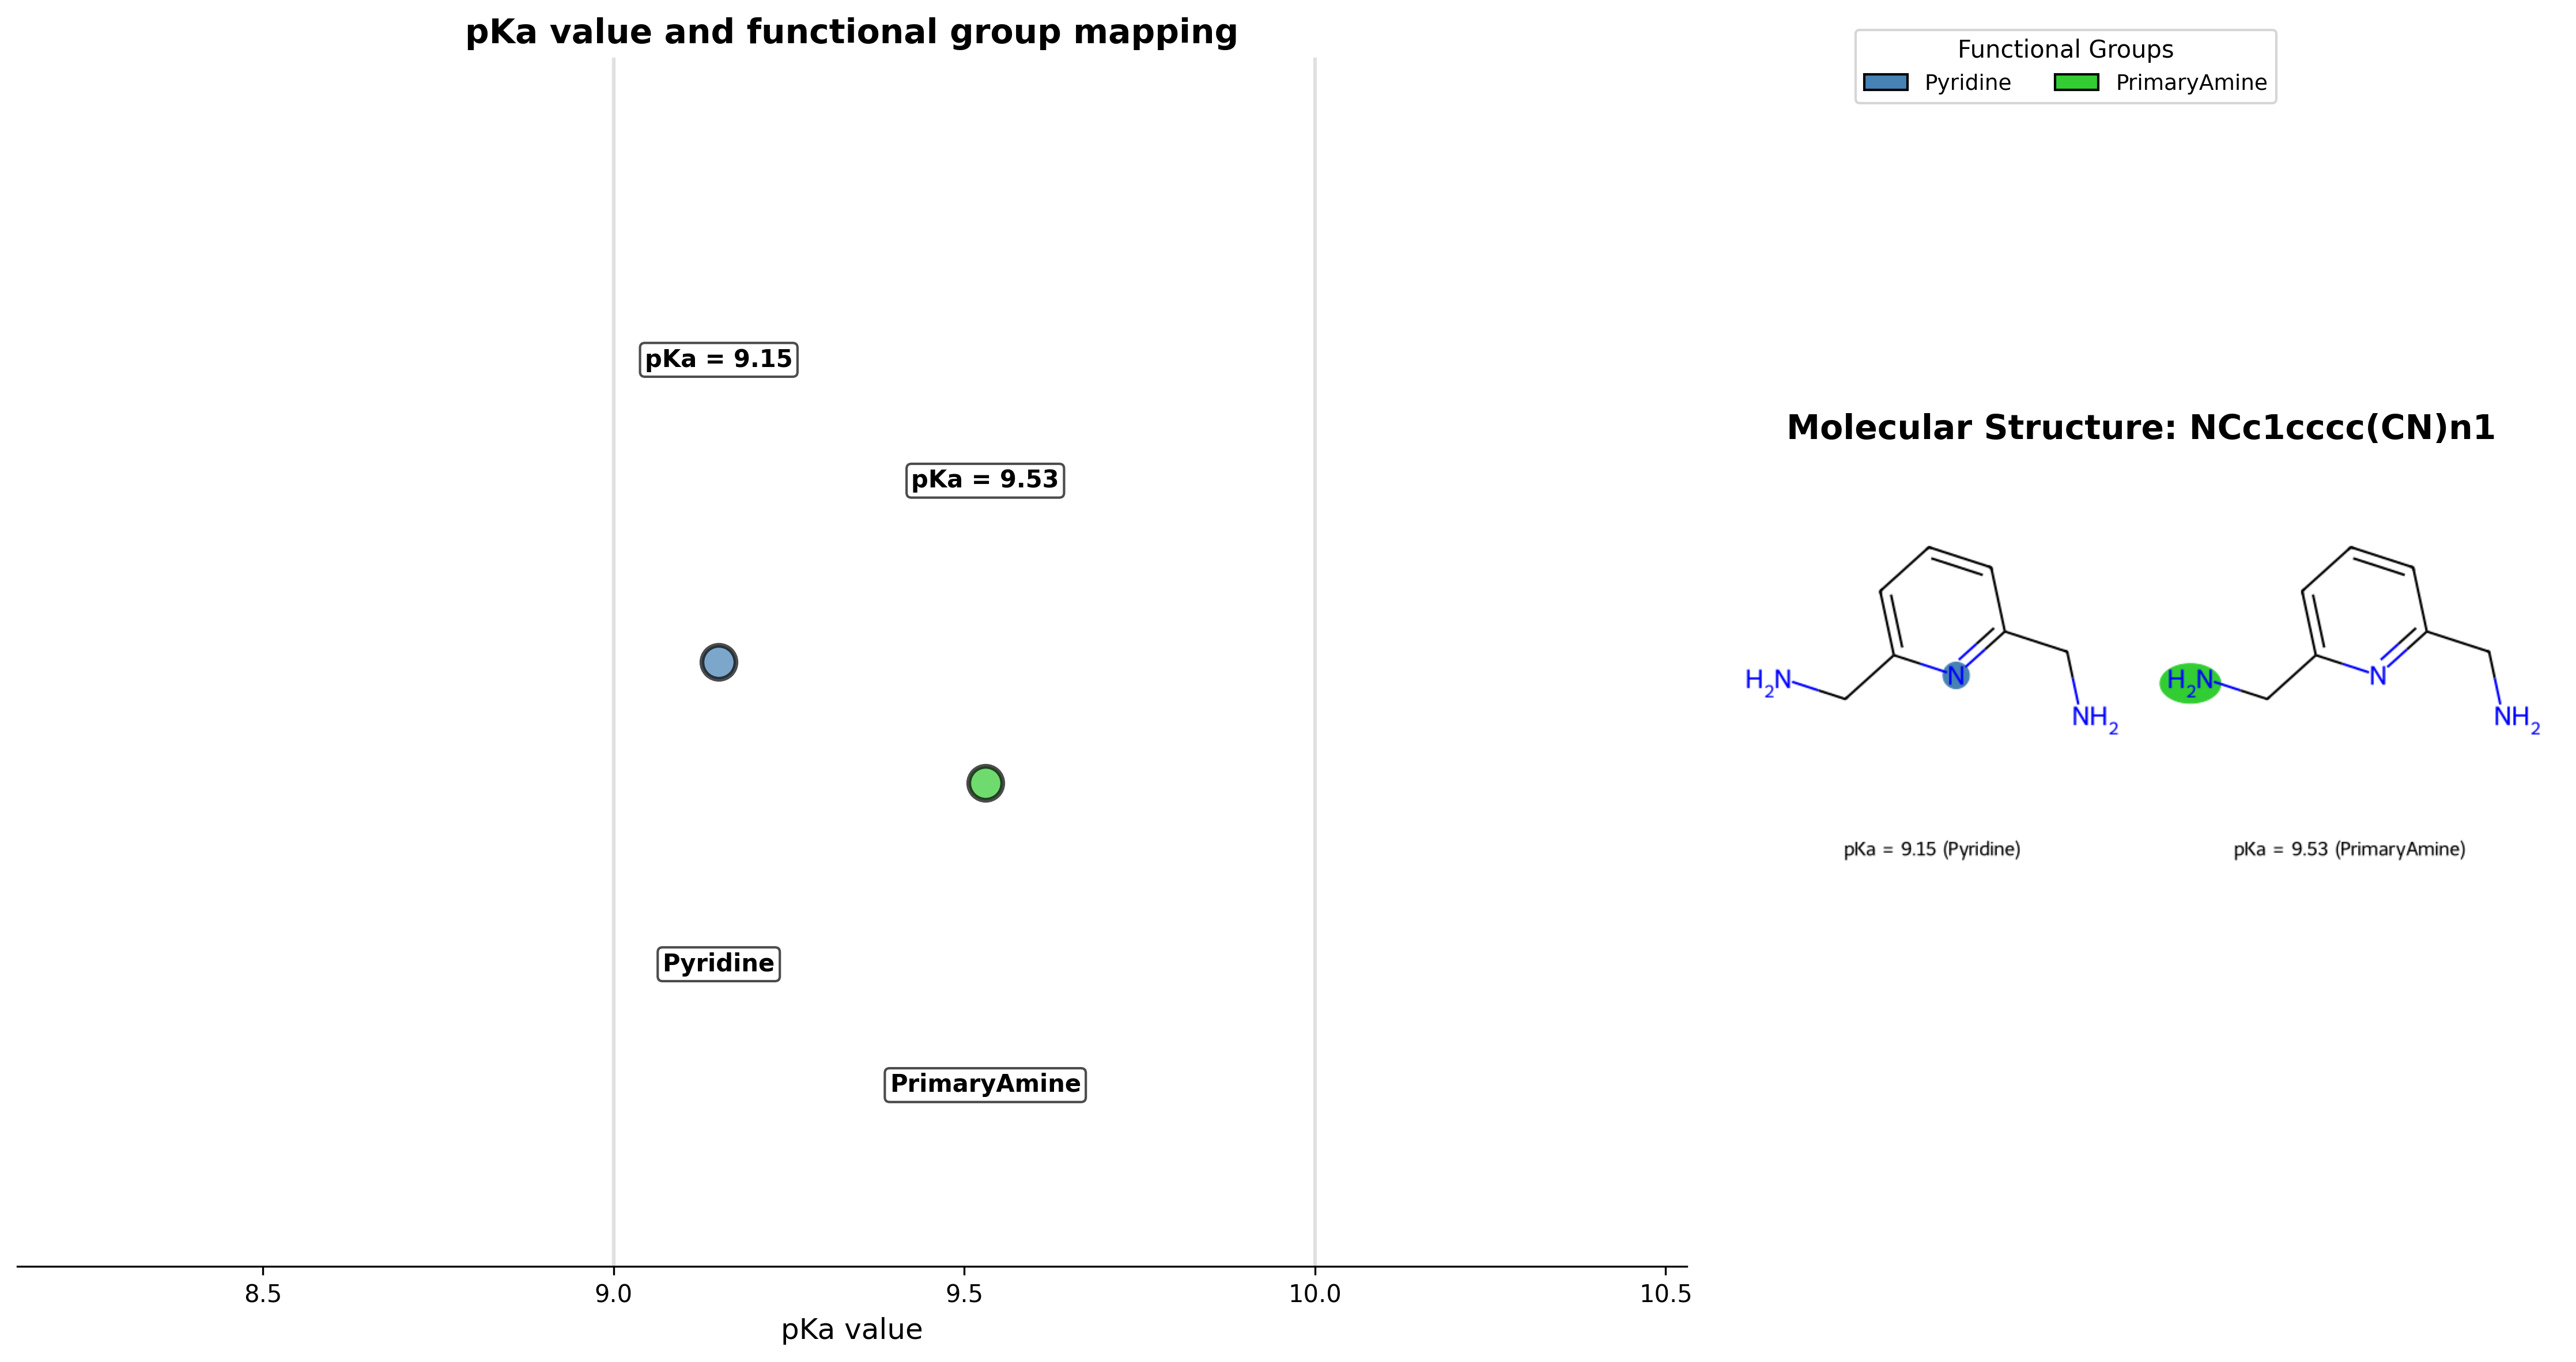 pKa value and functional group mapping
pKa = 9.15
pKa = 9.53
Pyridine
PrimaryAmine
8.5
9.0
9.5
10.0
10.5
pKa value
Functional Groups
Pyridine
PrimaryAmine
Molecular Structure: NCc1cccc(CN)n1
H2N
N
NH2
H2N
N
NH2
pKa = 9.15 (Pyridine)
pKa = 9.53 (PrimaryAmine)